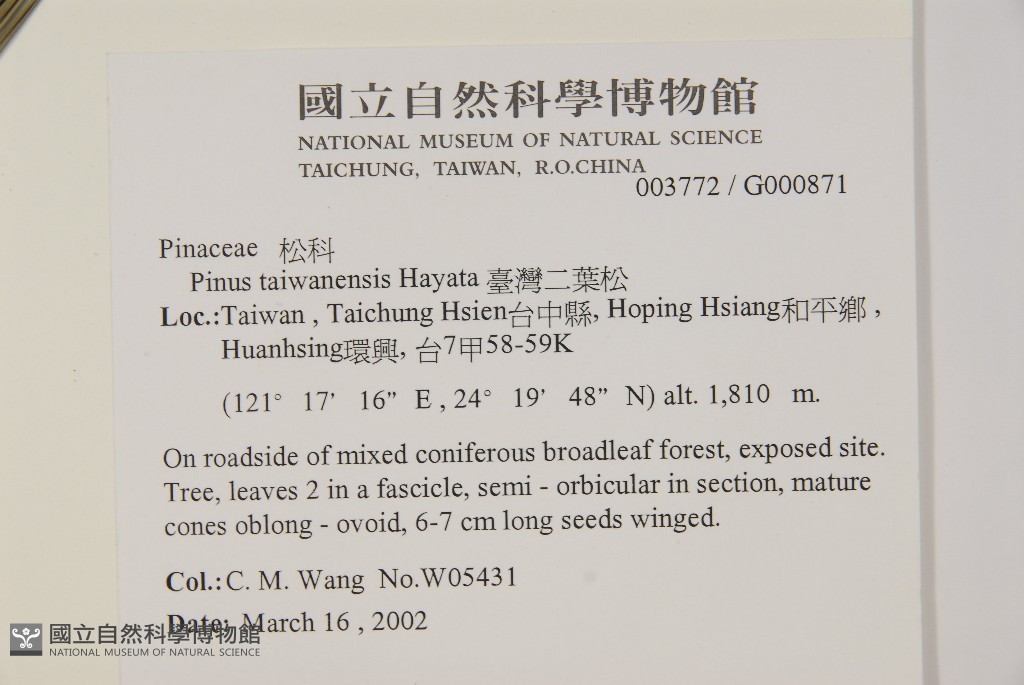 國立自然科學博物館
NATIONAL MUSEUM OF NATURAL SCIENCE
TAICHUNG, TAIWAN, R.O.CHINA
003772 / G000871
Pinaceae 松科
Pinus taiwanensis Hayata 臺灣二葉松
Loc.:Taiwan , Taichung Hsien台中縣, Hoping Hsiang和平鄉 ,
Huanhsing環興, 台7甲58-59K
(121° 17’ 16” E , 24° 19’ 48” N) alt. 1,810 m.
On roadside of mixed coniferous broadleaf forest, exposed site.
Tree, leaves 2 in a fascicle, semi - orbicular in section, mature
cones oblong - ovoid, 6-7 cm long seeds winged.
Col.: C. M. Wang No.W05431
Date: March 16 , 2002
國立自然科學博物館
NATIONAL MUSEUM OF NATURAL SCIENCE